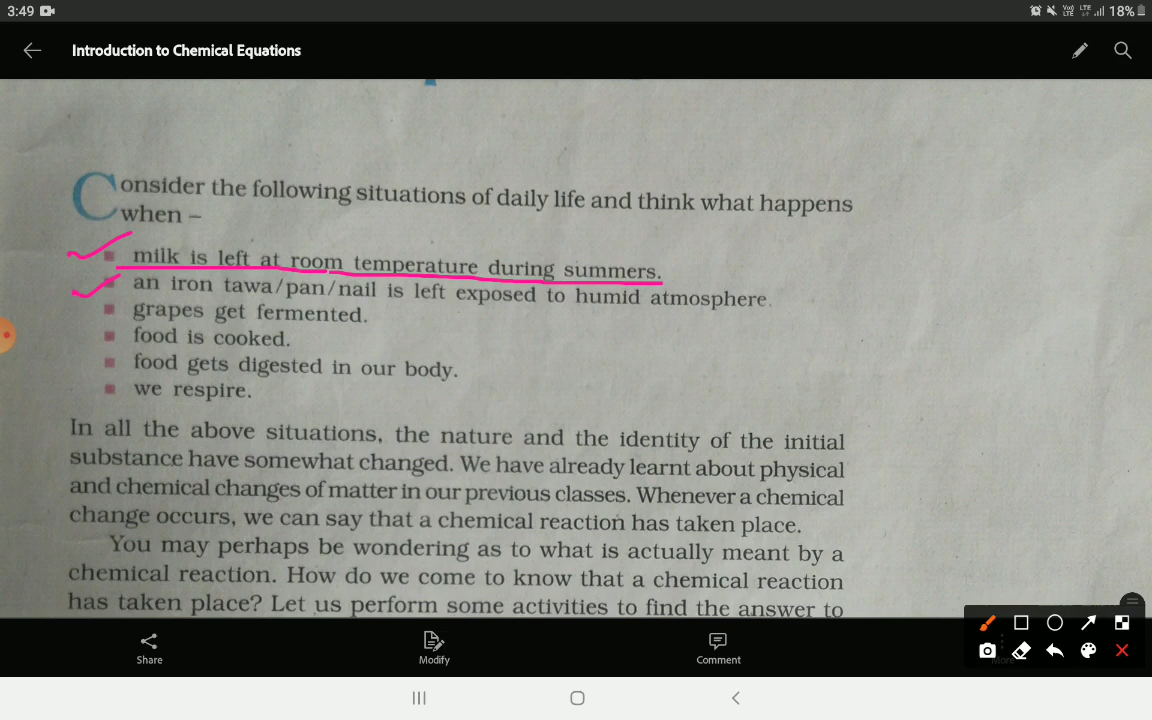 3:49
Vo) LTE LTE 18%
Introduction to Chemical Equations
Consider the following situations of daily life and think what happens
when –
milk is left at room temperature during summers.
an iron tawa/pan/nail is left exposed to humid atmosphere.
grapes get fermented.
food is cooked.
food gets digested in our body.
we respire.
In all the above situations, the nature and the identity of the initial
substance have somewhat changed. We have already learnt about physical
and chemical changes of matter in our previous classes. Whenever a chemical
change occurs, we can say that a chemical reaction has taken place.
You may perhaps be wondering as to what is actually meant by a
chemical reaction. How do we come to know that a chemical reaction
has taken place? Let us perform some activities to find the answer to
Share
Modify
Comment
More